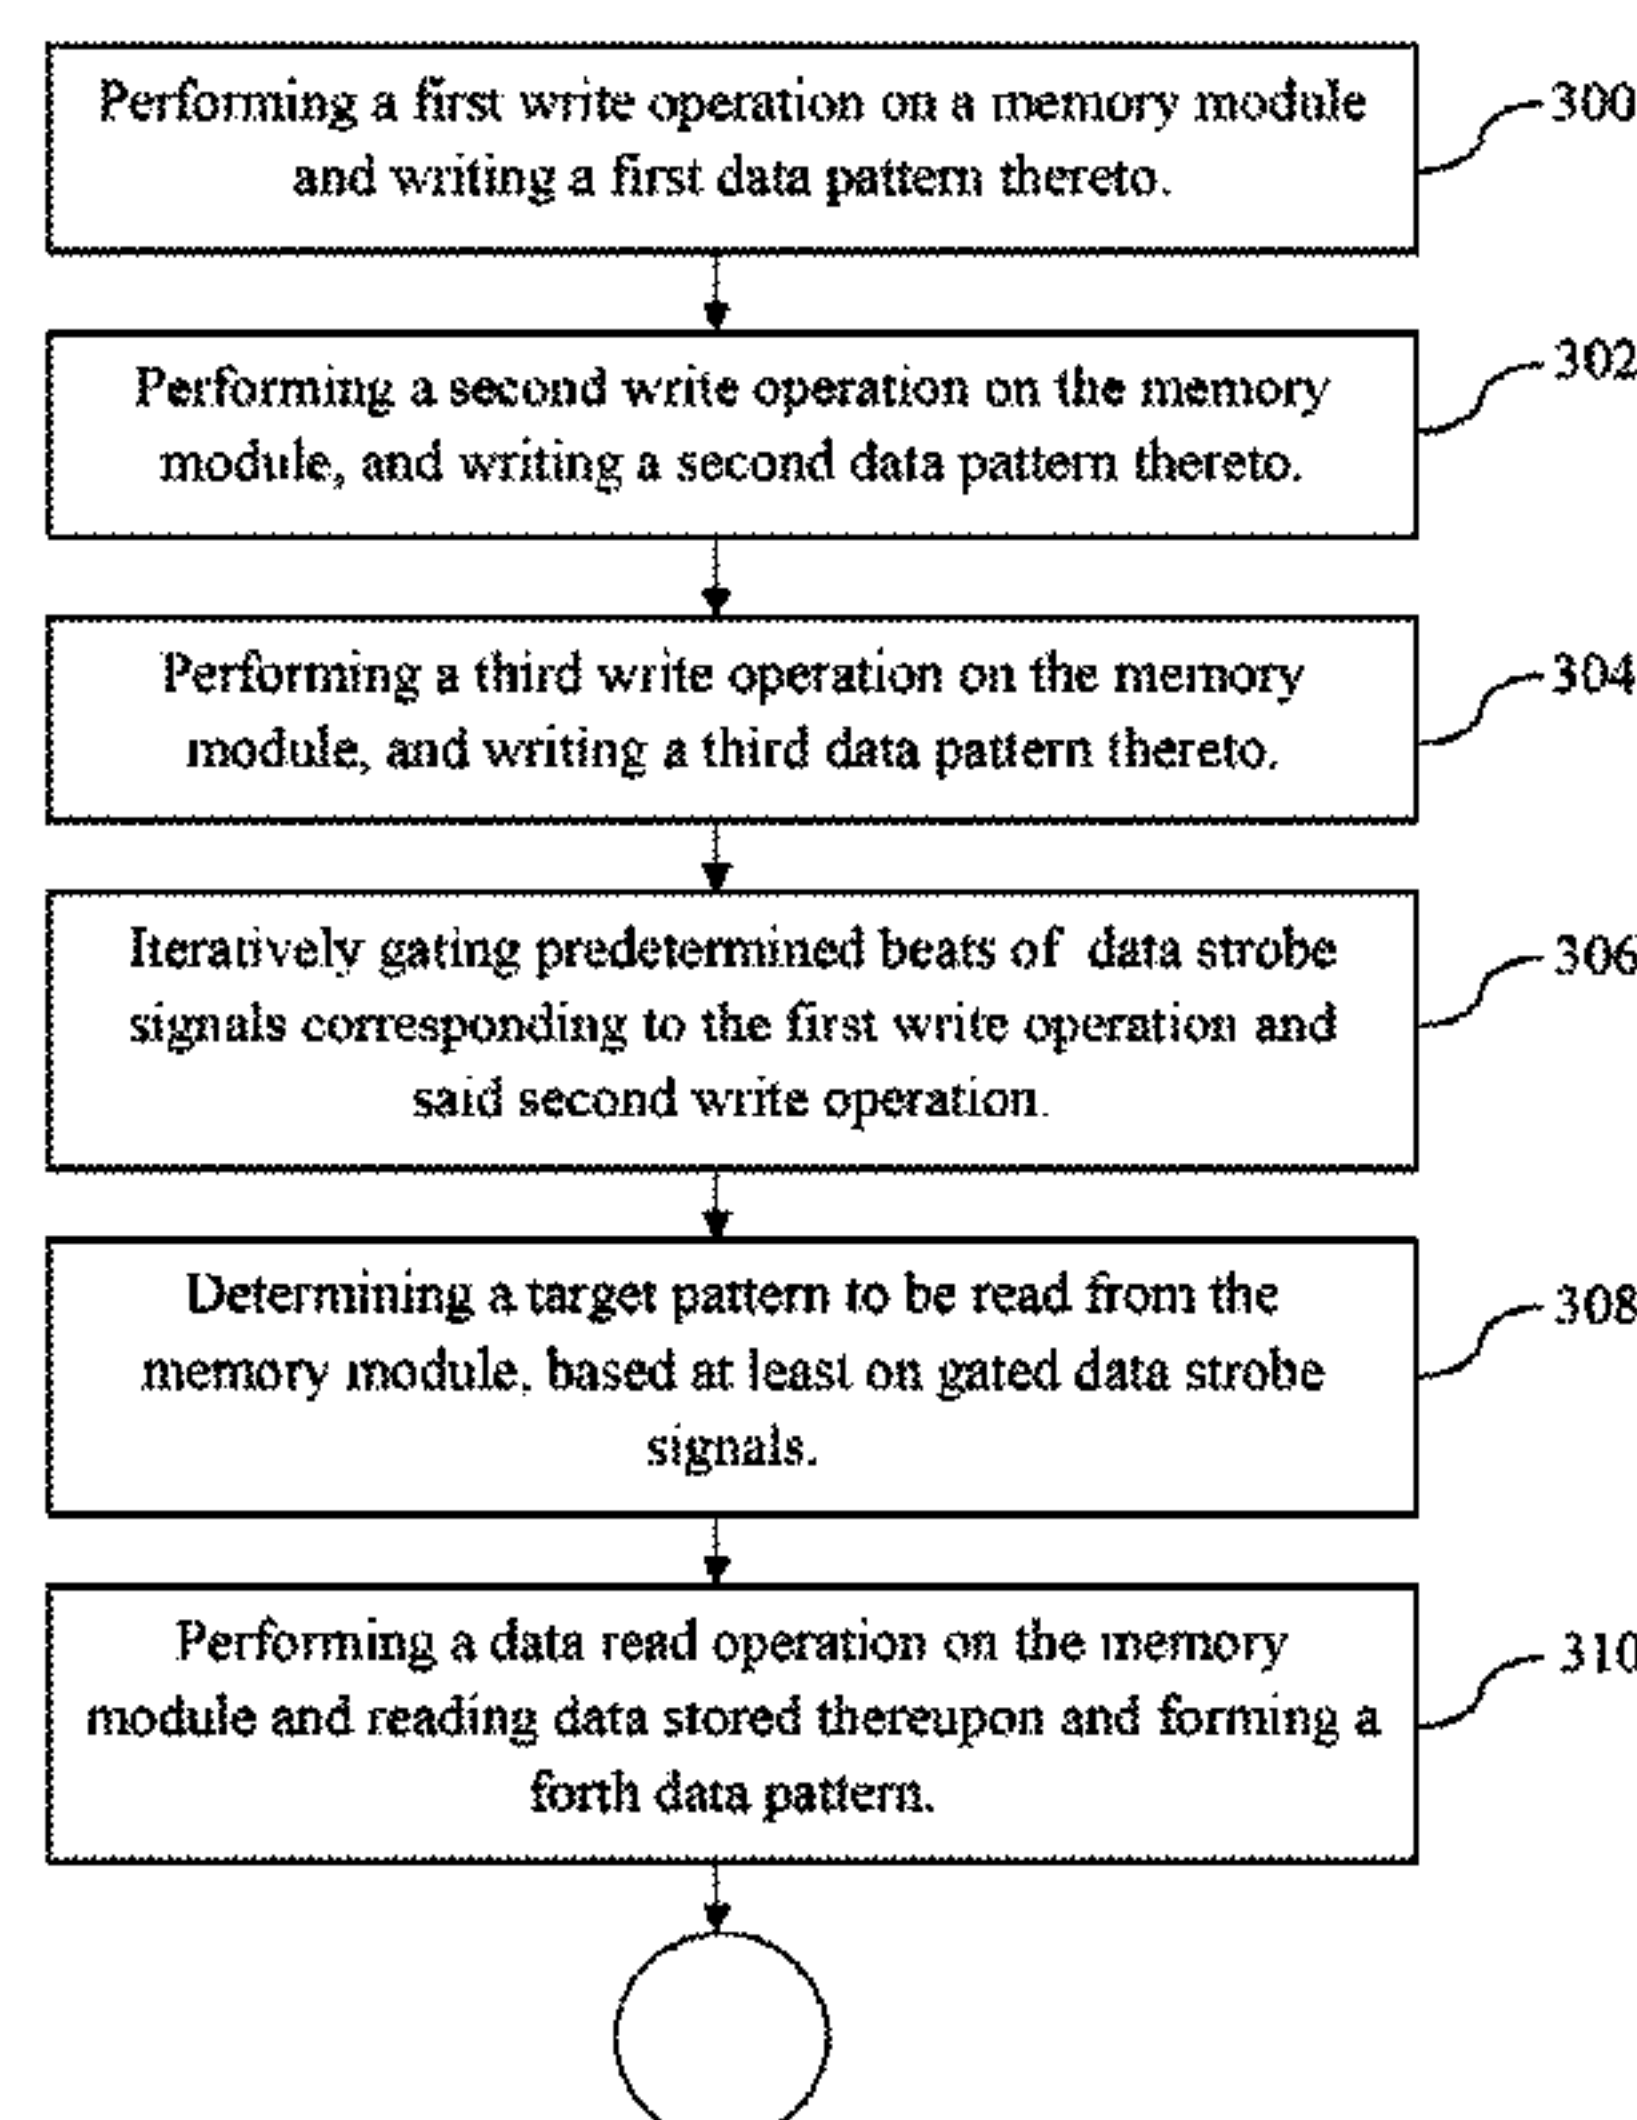 Performing a first write operation on a memory module
and writing a first data pattern thereto.
300
Performing a second write operation on the memory
module, and writing a second data pattern thereto.
302
Performing a third write operation on the memory
module, and writing a third data pattern thereto.
304
Iteratively gating predetermined beats of data strobe
signals corresponding to the first write operation and
said second write operation.
306
Determining a target pattern to be read from the
memory module, based at least on gated data strobe
signals.
308
Performing a data read operation on the memory
module and reading data stored thereupon and forming a
forth data pattern.
310